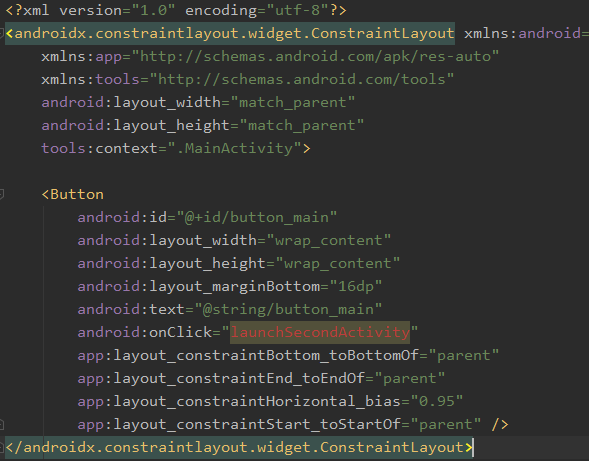 <?xml version="1.0" encoding="utf-8"?>
<androidx.constraintlayout.widget.ConstraintLayout xmlns:android=
xmlns:app="http://schemas.android.com/apk/res-auto"
xmlns:tools="http://schemas.android.com/tools"
android:layout_width="match_parent"
android:layout_height="match_parent"
tools:context=".MainActivity">
<Button
android:id="@+id/button_main"
android:layout_width="wrap_content"
android:layout_height="wrap_content"
android:layout_marginBottom="16dp"
android:text="@string/button_main"
android:onClick="launchSecondActivity"
app:layout_constraintBottom_toBottomOf="parent"
app:layout_constraintEnd_toEndOf="parent"
app:layout_constraintHorizontal_bias="0.95"
app:layout_constraintStart_toStartOf="parent" />
</androidx.constraintlayout.widget.ConstraintLayout>